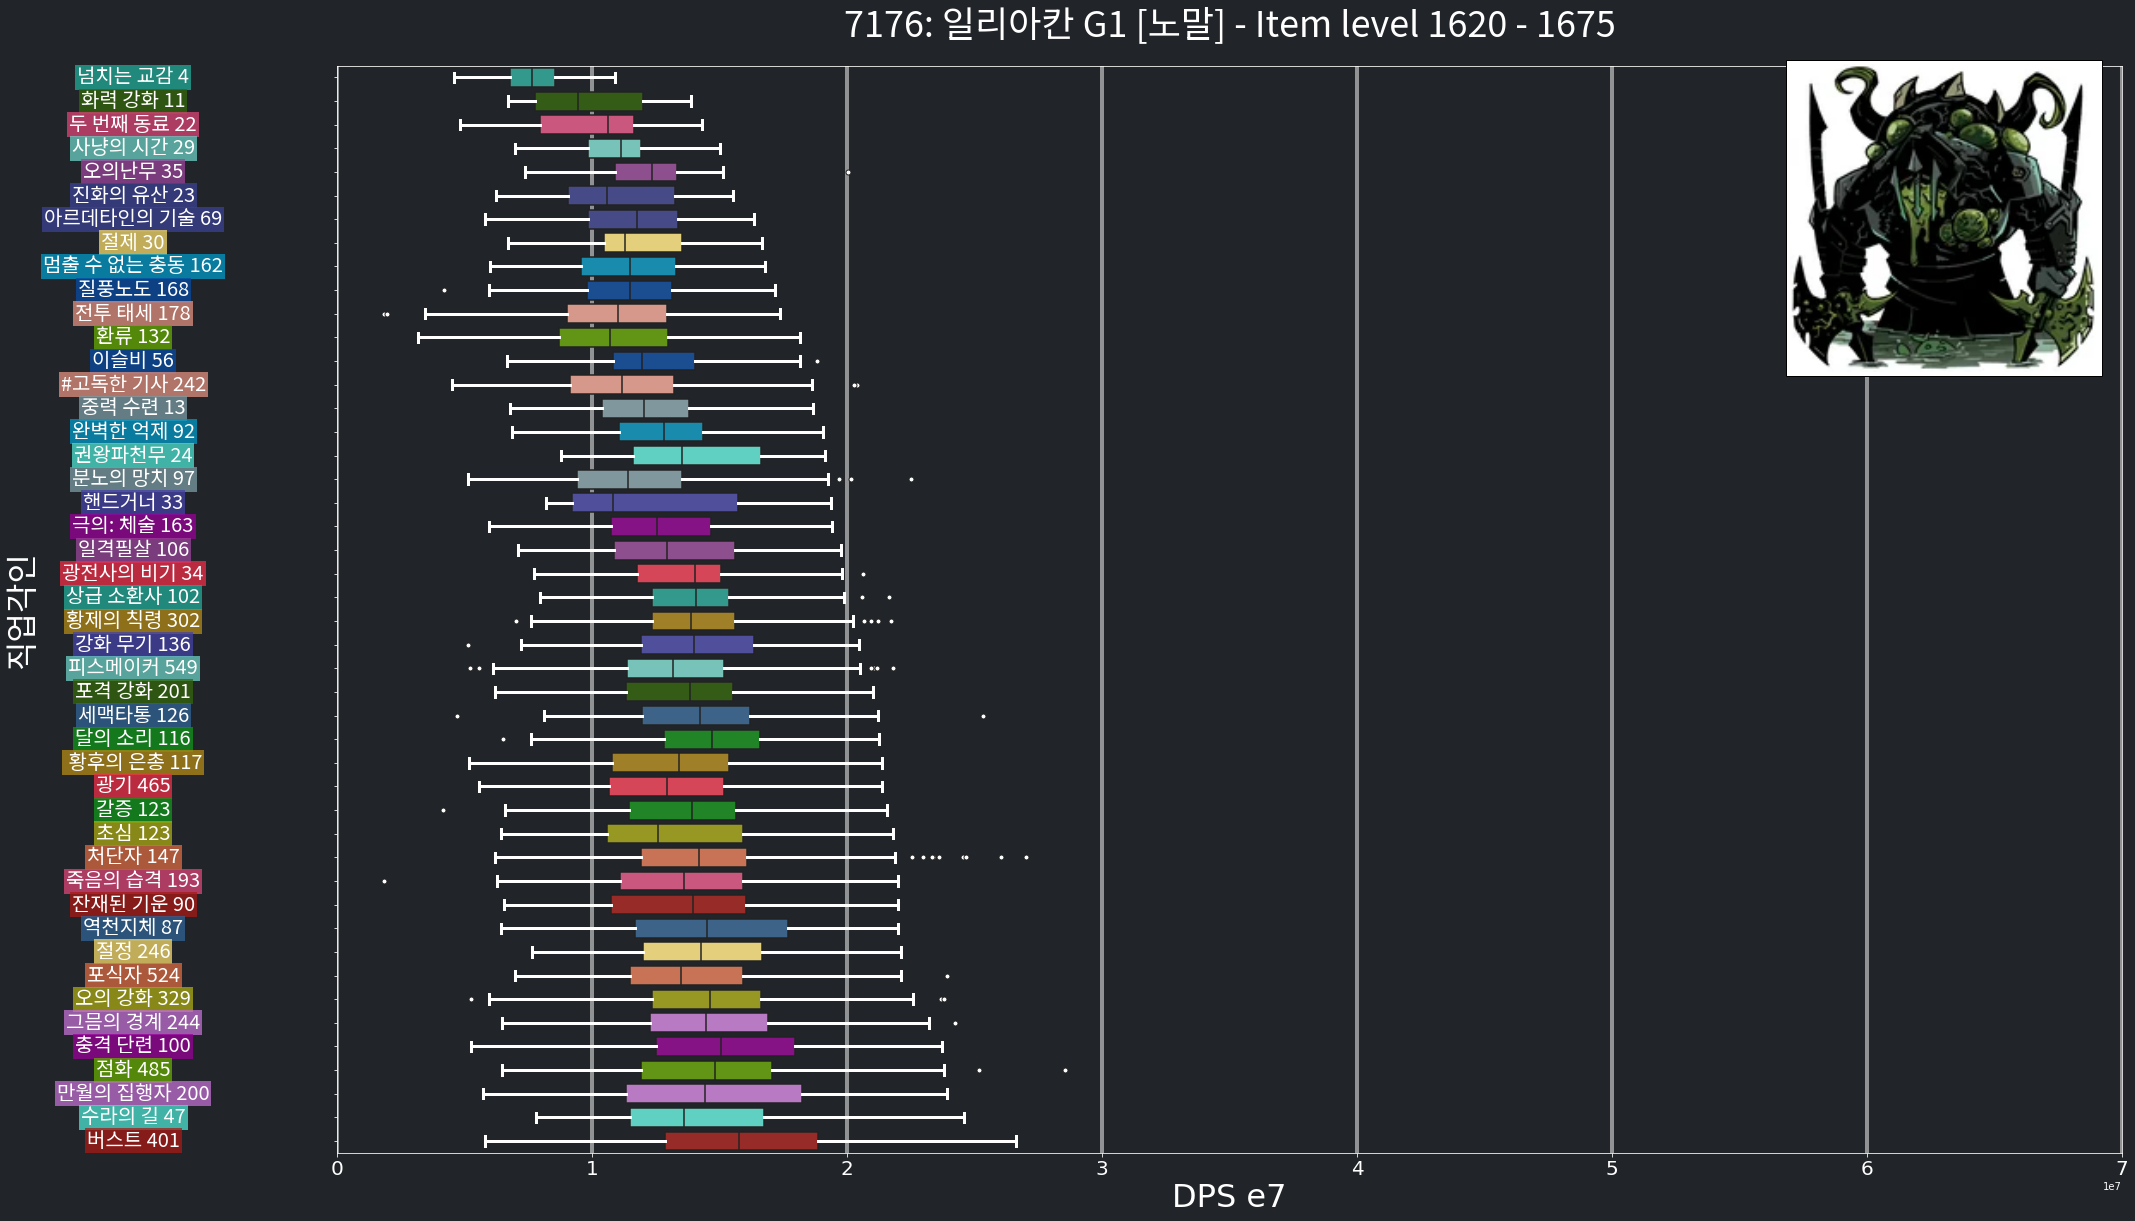 7176: 일리아칸 G1 [노말] - Item level 1620 - 1675
직업각인
넘치는 교감 4
화력 강화 11
두 번째 동료 22
사냥의 시간 29
오의난무 35
진화의 유산 23
아르데타인의 기술 69
절제 30
멈출 수 없는 충동 162
질풍노도 168
전투 태세 178
환류 132
이슬비 56
#고독한 기사 242
중력 수련 13
완벽한 억제 92
권왕파천무 24
분노의 망치 97
핸드거너 33
극의: 체술 163
일격필살 106
광전사의 비기 34
상급 소환사 102
황제의 칙령 302
강화 무기 136
피스메이커 549
포격 강화 201
세맥타통 126
달의 소리 116
황후의 은총 117
광기 465
갈증 123
초심 123
처단자 147
죽음의 습격 193
잔재된 기운 90
역천지체 87
절정 246
포식자 524
오의 강화 329
그믐의 경계 244
충격 단련 100
점화 485
만월의 집행자 200
수라의 길 47
버스트 401
0 1 2 3 4 5 6 7
1e7
DPS e7